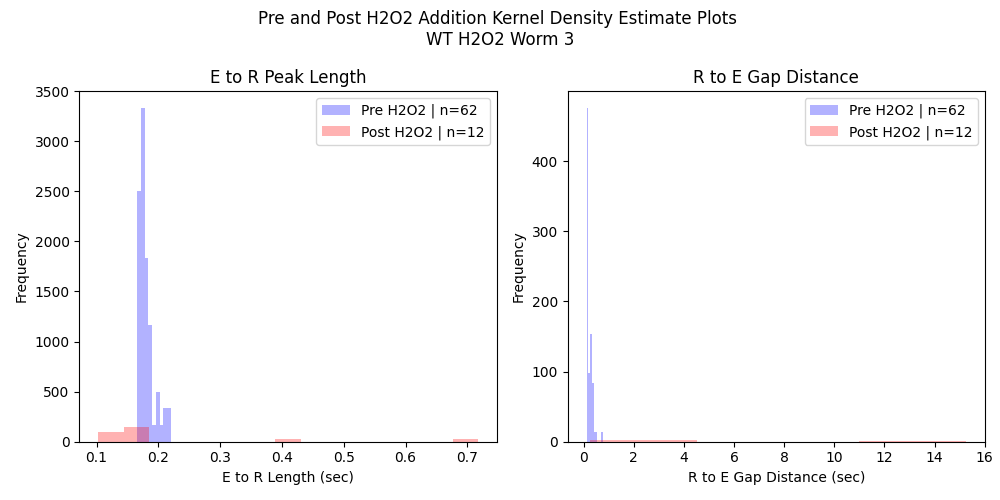 Pre and Post H2O2 Addition Kernel Density Estimate Plots
WT H2O2 Worm 3
E to R Peak Length
Frequency
3500
3000
2500
2000
1500
1000
500
0
0.1 0.2 0.3 0.4 0.5 0.6 0.7
E to R Length (sec)
Pre H2O2 | n=62
Post H2O2 | n=12
R to E Gap Distance
Frequency
400
300
200
100
0
0 2 4 6 8 10 12 14 16
R to E Gap Distance (sec)
Pre H2O2 | n=62
Post H2O2 | n=12